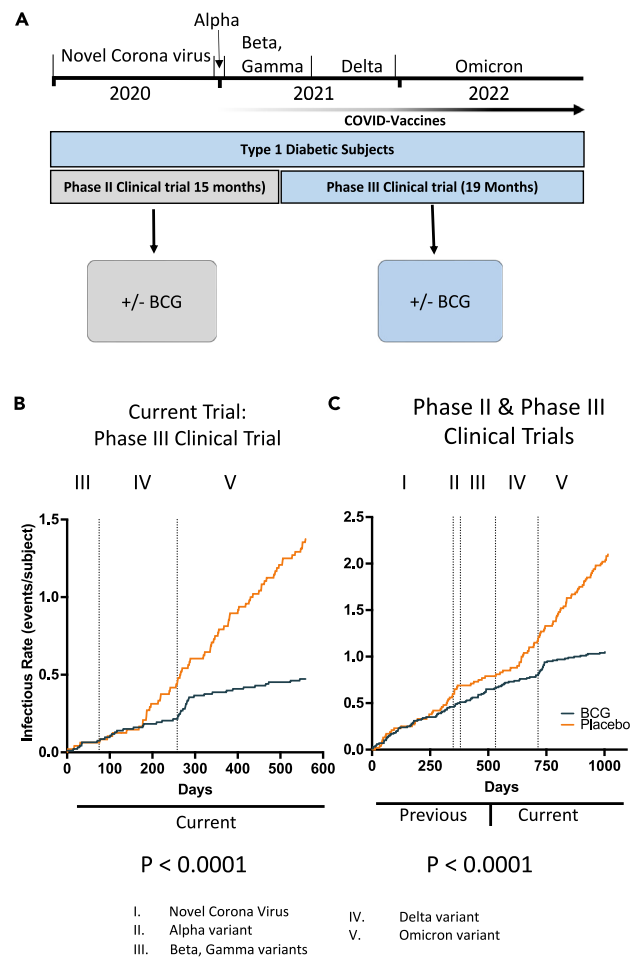 A
Alpha
Novel Corona virus
Beta,
Gamma
Delta
Omicron
2020
2021
2022
COVID-Vaccines
Type 1 Diabetic Subjects
Phase II Clinical trial 15 months)
Phase III Clinical trial (19 Months)
+/- BCG
+/- BCG
B
Current Trial:
Phase III Clinical Trial
III
IV
V
Infectious Rate (events/subject)
1.5
1.0
0.5
0.0
0
100
200
300
400
500
600
Days
Current
P < 0.0001
C
Phase II & Phase III
Clinical Trials
I
II
III
IV
V
2.5
2.0
1.5
1.0
0.5
0.0
BCG
Placebo
0
250
500
750
1000
Days
Previous
Current
P < 0.0001
I. Novel Corona Virus
II. Alpha variant
III. Beta, Gamma variants
IV. Delta variant
V. Omicron variant